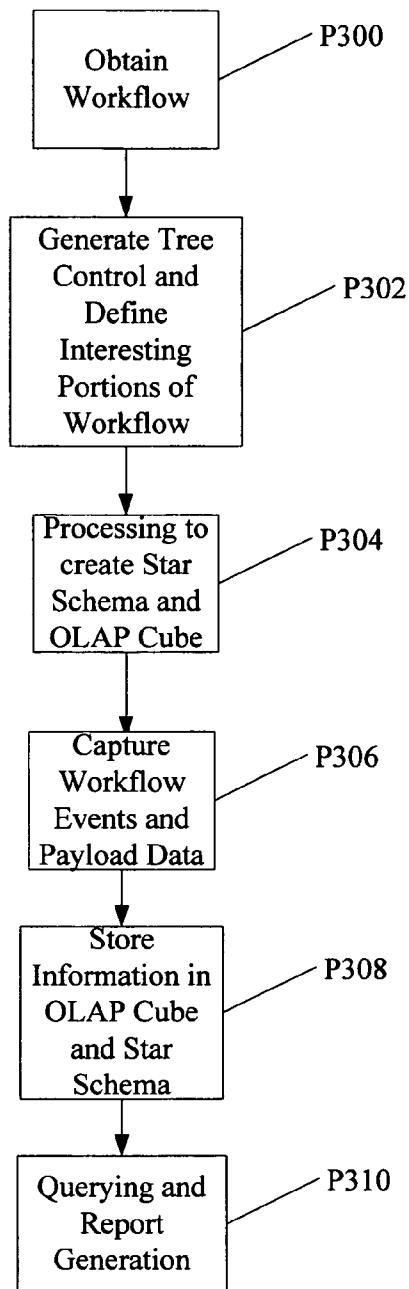 Obtain
Workflow
P300
Generate Tree
Control and
Define
Interesting
Portions of
Workflow
P302
Processing to
create Star
Schema and
OLAP Cube
P304
Capture
Workflow
Events and
Payload Data
P306
Store
Information in
OLAP Cube
and Star
Schema
P308
Querying and
Report
Generation
P310